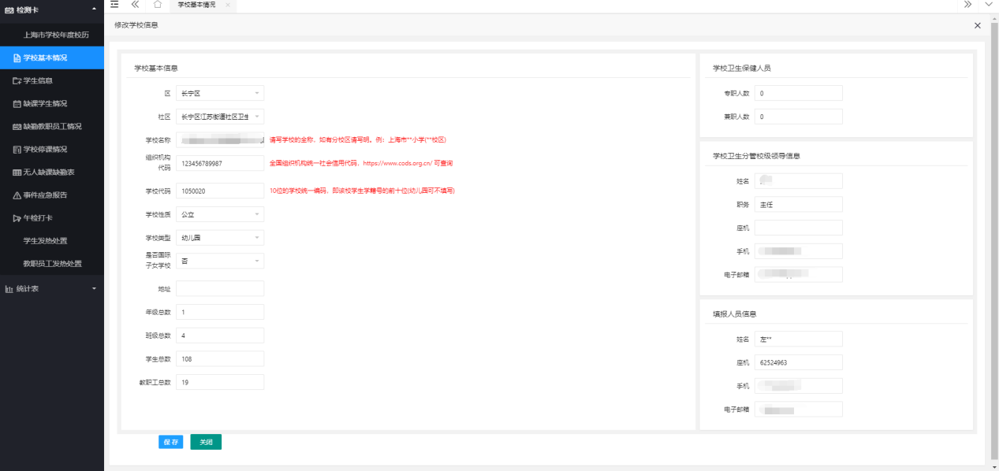 检测卡
上海市学校年度校历
学校基本情况
学生信息
缺课学生情况
缺勤教职员工情况
学校停课情况
无人缺课缺勤表
事件应急报告
午检打卡
学生发热处置
教职员工发热处置
统计表
学校基本情况
修改学校信息
学校基本信息
区 长宁区
社区 长宁区江苏街道社区卫生
学校名称 请写学校的全称，如有分校区请写明。例：上海市**小学(**校区)
组织机构
代码 123456789987 全国组织机构统一社会信用代码，https://www.cods.org.cn/ 可查询
学校代码 1050020 10位的学校统一编码，即该校学生学籍号的前十位(幼儿园可不填写)
学校性质 公立
学校类型 幼儿园
是否国际
子女学校 否
地址
年级总数 1
班级总数 4
学生总数 108
教职工总数 19
保存 关闭
学校卫生保健人员
专职人数 0
兼职人数 0
学校卫生分管校级领导信息
姓名
职务 主任
座机
手机
电子邮箱
填报人员信息
姓名 左**
座机 62524963
手机
电子邮箱